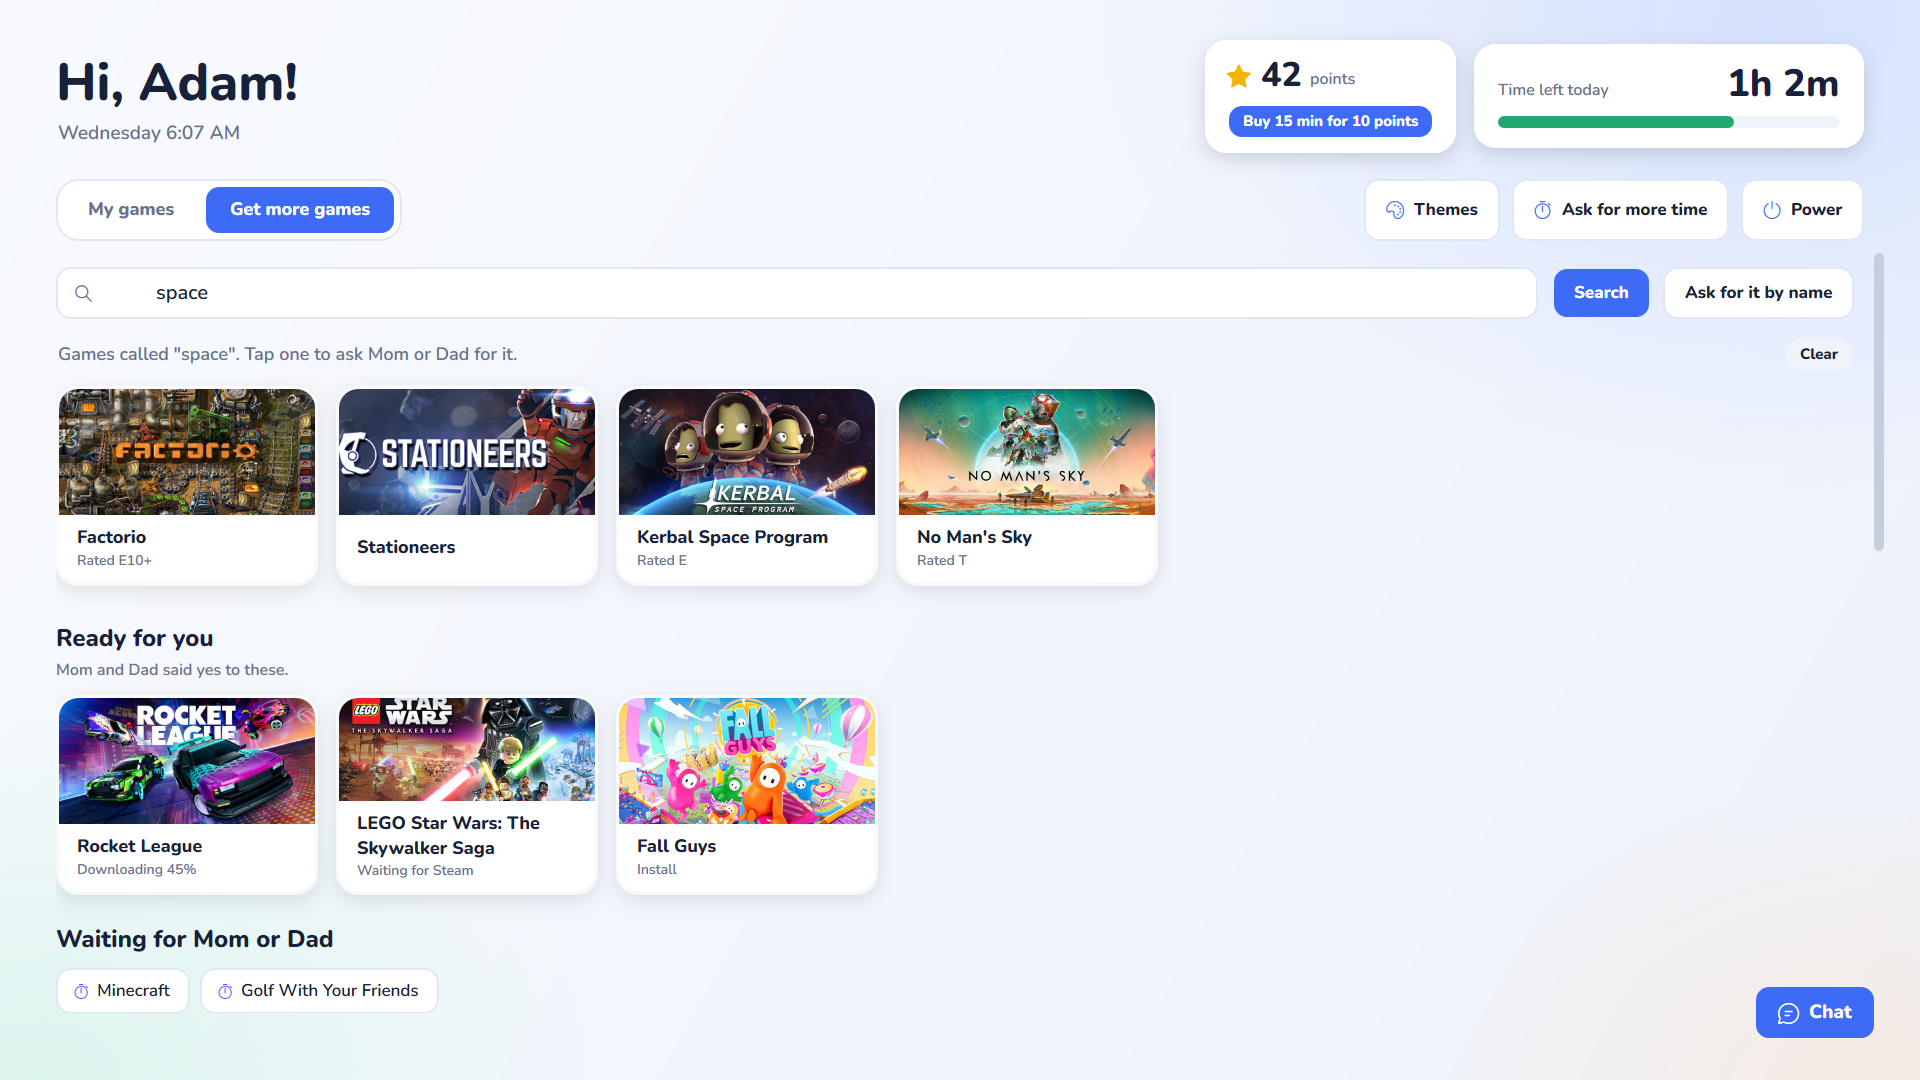 Hi, Adam!
Wednesday 6:07 AM
42 points
Buy 15 min for 10 points
Time left today
1h 2m
My games
Get more games
Themes
Ask for more time
Power
space
Search
Ask for it by name
Games called "space". Tap one to ask Mom or Dad for it.
Clear
FACTORIO
STATIONEERS
KERBAL
SPACE PROGRAM
NO MAN'S SKY
Factorio
Rated E10+
Stationeers
Kerbal Space Program
Rated E
No Man's Sky
Rated T
Ready for you
Mom and Dad said yes to these.
ROCKET
LEAGUE
LEGO
STAR
WARS
THE SKYWALKER SAGA
FALL
GUYS
Rocket League
Downloading 45%
LEGO Star Wars: The
Skywalker Saga
Waiting for Steam
Fall Guys
Install
Waiting for Mom or Dad
Minecraft
Golf With Your Friends
Chat